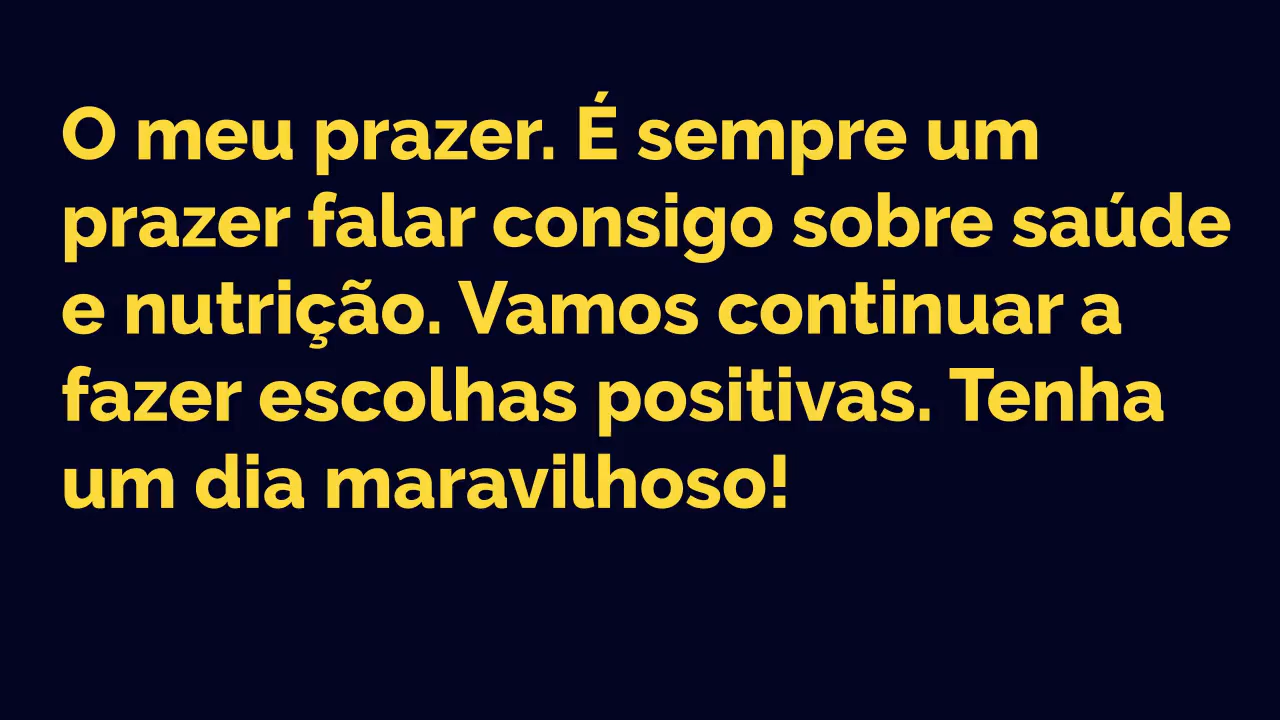 O meu prazer. É sempre um
prazer falar consigo sobre saúde
e nutrição. Vamos continuar a
fazer escolhas positivas. Tenha
um dia maravilhoso!